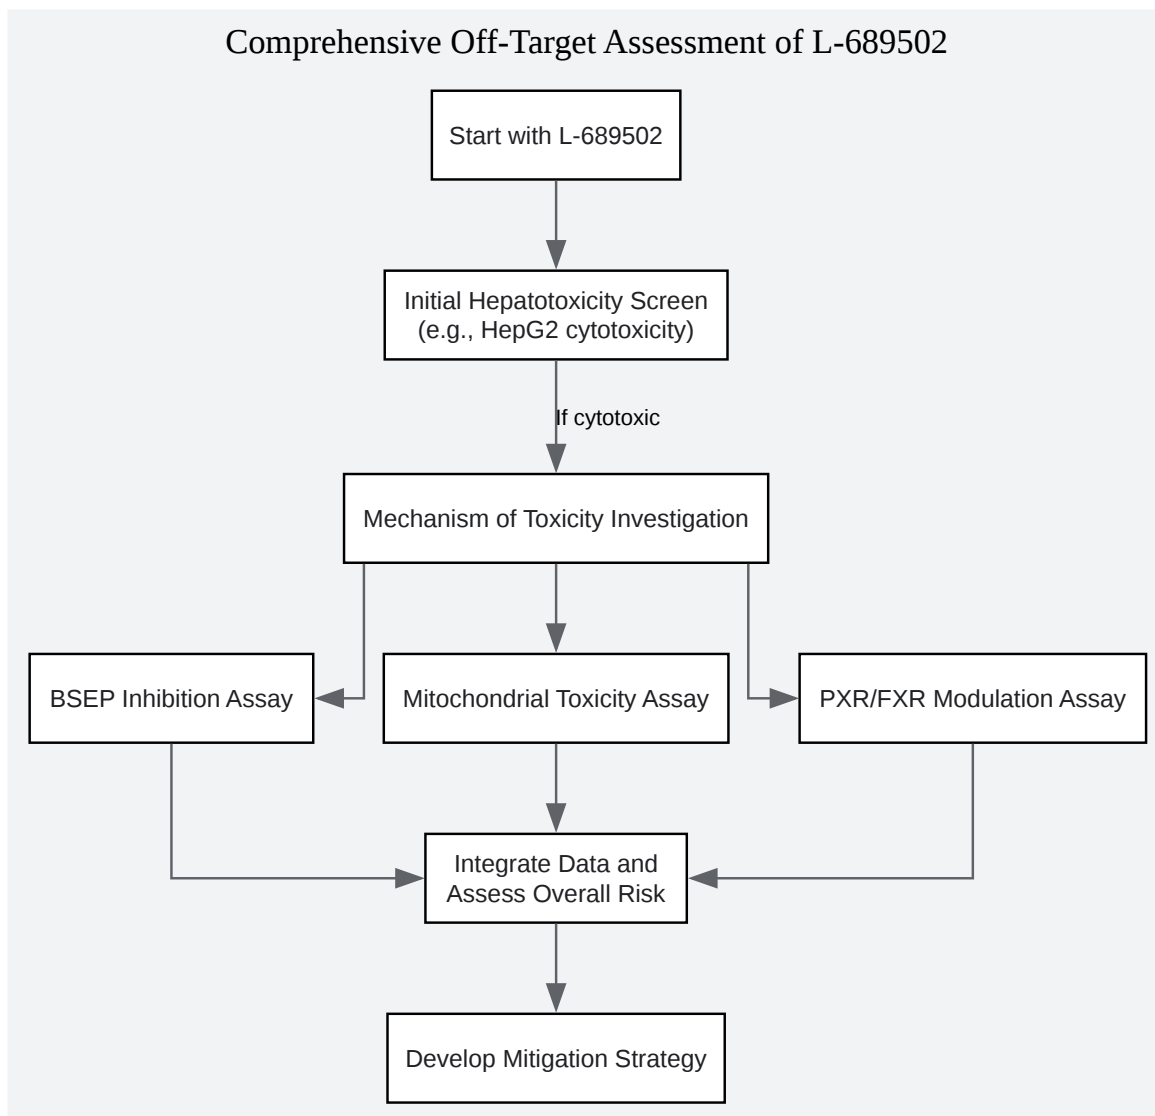 Comprehensive Off-Target Assessment of L-689502
Start with L-689502
Initial Hepatotoxicity Screen
(e.g., HepG2 cytotoxicity)
If cytotoxic
Mechanism of Toxicity Investigation
BSEP Inhibition Assay
Mitochondrial Toxicity Assay
PXR/FXR Modulation Assay
Integrate Data and
Assess Overall Risk
Develop Mitigation Strategy